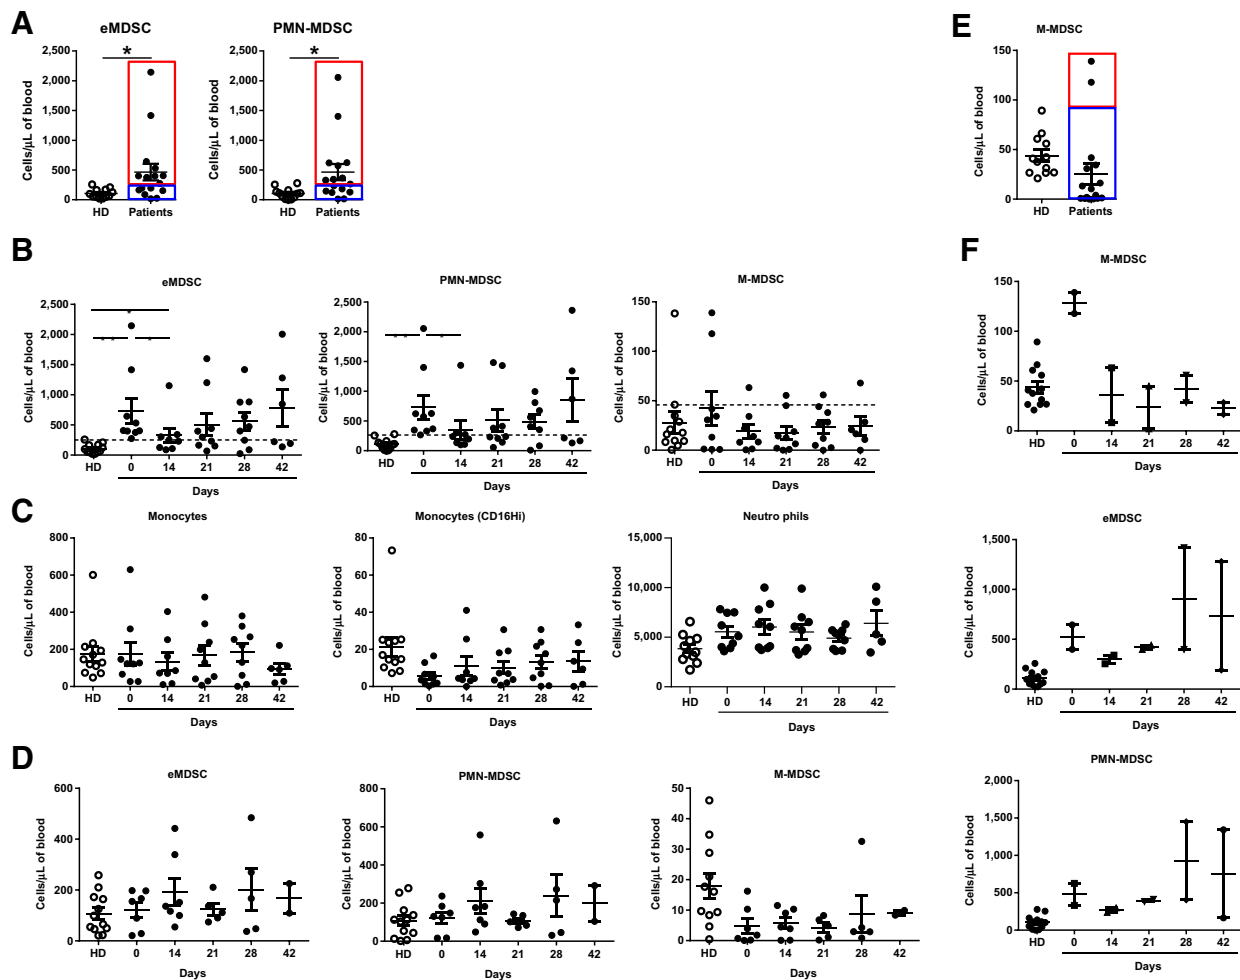 A
eMDSC
*
2,500
2,000
1,500
1,000
500
0
Cells/µL of blood
HD
Patients
PMN-MDSC
*
2,500
2,000
1,500
1,000
500
0
Cells/µL of blood
HD
Patients
E
M-MDSC
150
100
50
0
Cells/µL of blood
HD
Patients
B
eMDSC
2,500
2,000
1,500
1,000
500
0
Cells/µL of blood
HD 0 14 21 28 42
Days
PMN-MDSC
2,500
2,000
1,500
1,000
500
0
Cells/µL of blood
HD 0 14 21 28 42
Days
M-MDSC
150
100
50
0
Cells/µL of blood
HD 0 14 21 28 42
Days
F
M-MDSC
150
100
50
0
Cells/µL of blood
HD 0 14 21 28 42
Days
C
Monocytes
800
600
400
200
0
Cells/µL of blood
HD 0 14 21 28 42
Days
Monocytes (CD16Hi)
80
60
40
20
0
Cells/µL of blood
HD 0 14 21 28 42
Days
Neutro phils
15,000
10,000
5,000
0
Cells/µL of blood
HD 0 14 21 28 42
Days
eMDSC
1,500
1,000
500
0
Cells/µL of blood
HD 0 14 21 28 42
Days
D
eMDSC
600
400
200
0
Cells/µL of blood
HD 0 14 21 28 42
Days
PMN-MDSC
800
600
400
200
0
Cells/µL of blood
HD 0 14 21 28 42
Days
M-MDSC
50
40
30
20
10
0
Cells/µL of blood
HD 0 14 21 28 42
Days
PMN-MDSC
2,000
1,500
1,000
500
0
Cells/µL of blood
HD 0 14 21 28 42
Days